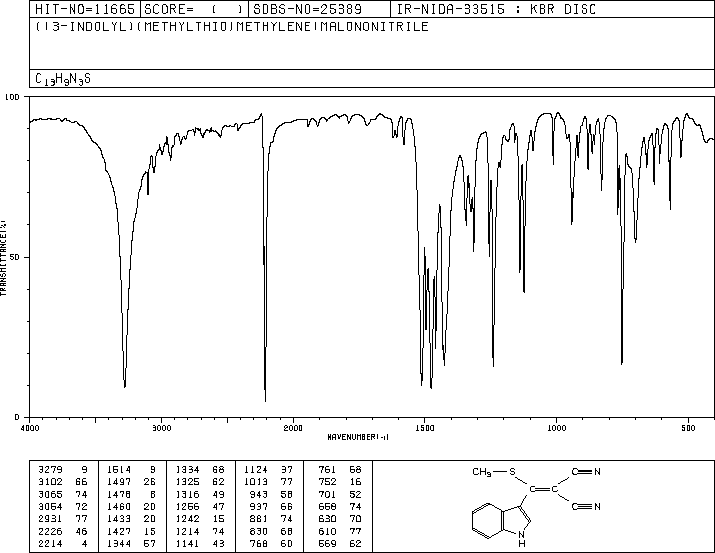 HIT-NO=11665 SCORE= ( ) SDBS-NO=25389 IR-NIDA-33515 : KBR DISC
((3-INDOLYL)(METHYLTHIO)METHYLENE)MALONONITRILE
C13H9N3S
100
50
0
TRANSMITTANCE(%)
4000 3000 2000 1500 1000 500
WAVENUMBER(-1)
3279 9 1514 9 1334 68 1124 37 761 58
3102 66 1497 26 1325 62 1013 77 752 16
3065 74 1478 8 1316 49 943 58 701 52
3054 72 1460 20 1256 47 937 66 658 74
2931 77 1433 20 1242 15 881 74 630 70
2226 46 1427 15 1214 74 830 68 610 77
2214 4 1344 57 1141 43 768 60 569 62
CH3 S
C C C N
C N
N
H